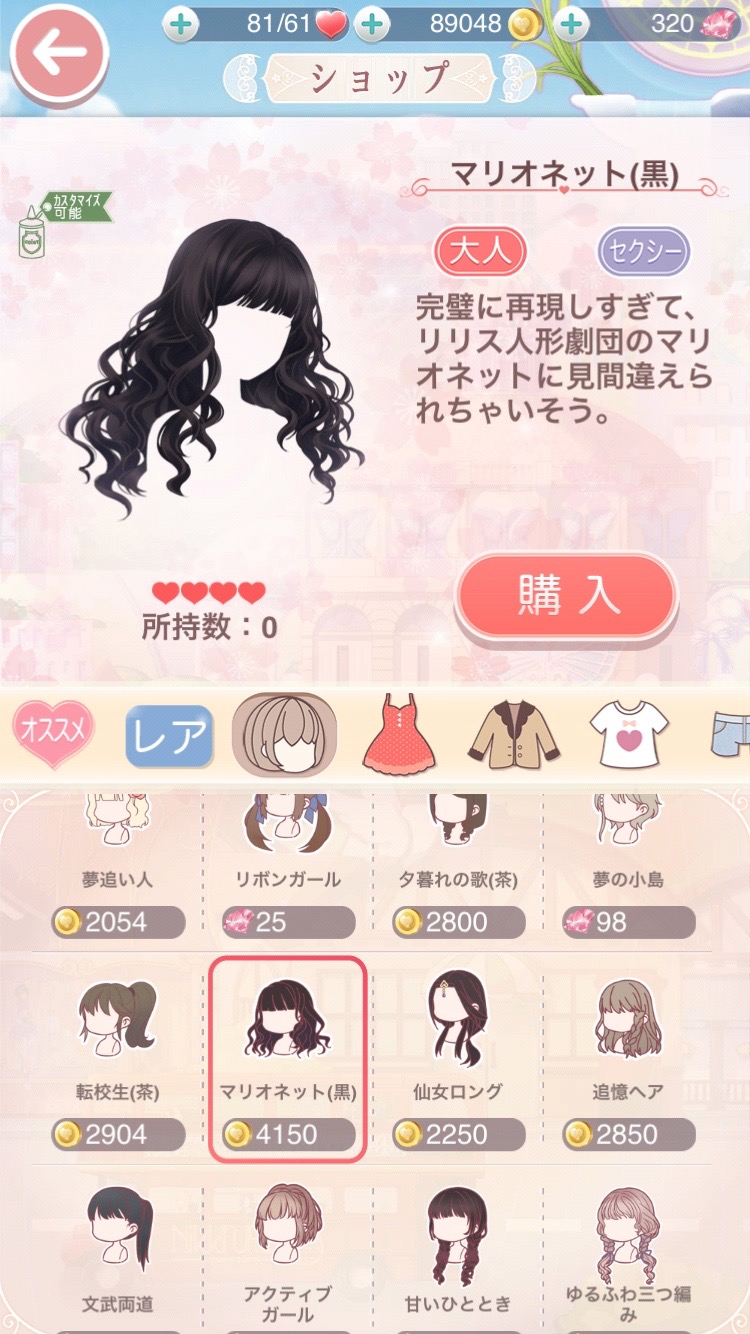 81/61
89048
320
ショップ
マリオネット(黒)
カスタマイズ
可能
大人
セクシー
完璧に再現しすぎて、
リリス人形劇団のマリ
オネットに見間違えら
れちゃいそう。
所持数：0
購入
オススメ
レア
夢追い人
リボンガール
夕暮れの歌(茶)
夢の小島
2054
25
2800
98
転校生(茶)
マリオネット(黒)
仙女ロング
追憶ヘア
2904
4150
2250
2850
文武両道
アクティブ
ガール
甘いひととき
ゆるふわ三つ編
み